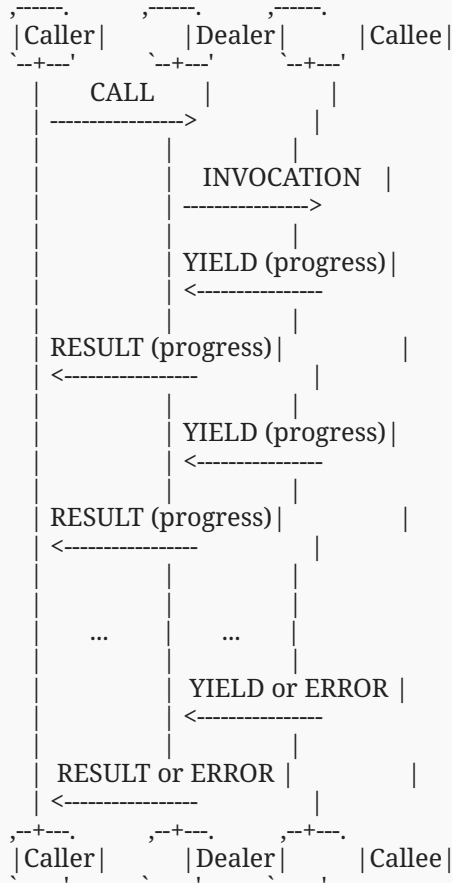 ,------.          ,------.          ,------.
|Caller|          |Dealer|          |Callee|
`--+---'          `--+---'          `--+---'
|       CALL       |                  |
| ----------------->                  |
|                  |                  |
|                  |    INVOCATION    |
|                  | ---------------->
|                  |                  |
|                  | YIELD (progress)|
|                  | <----------------
|                  |                  |
| RESULT (progress)|                  |
| <-----------------                  |
|                  |                  |
|                  | YIELD (progress)|
|                  | <----------------
|                  |                  |
| RESULT (progress)|                  |
| <-----------------                  |
|                  |                  |
|                  |                  |
|       ...        |       ...        |
|                  |                  |
|                  |  YIELD or ERROR |
|                  | <----------------
|                  |                  |
|  RESULT or ERROR |                  |
| <-----------------                  |
,--+---.          ,--+---.          ,--+---.
|Caller|          |Dealer|          |Callee|